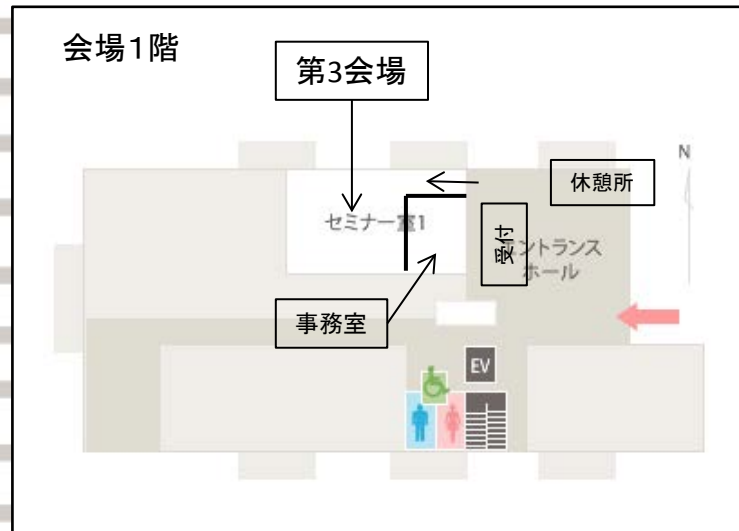 会場1階
第3会場
N
休憩所
セミナー室1
受付
エントランス
ホール
事務室
EV